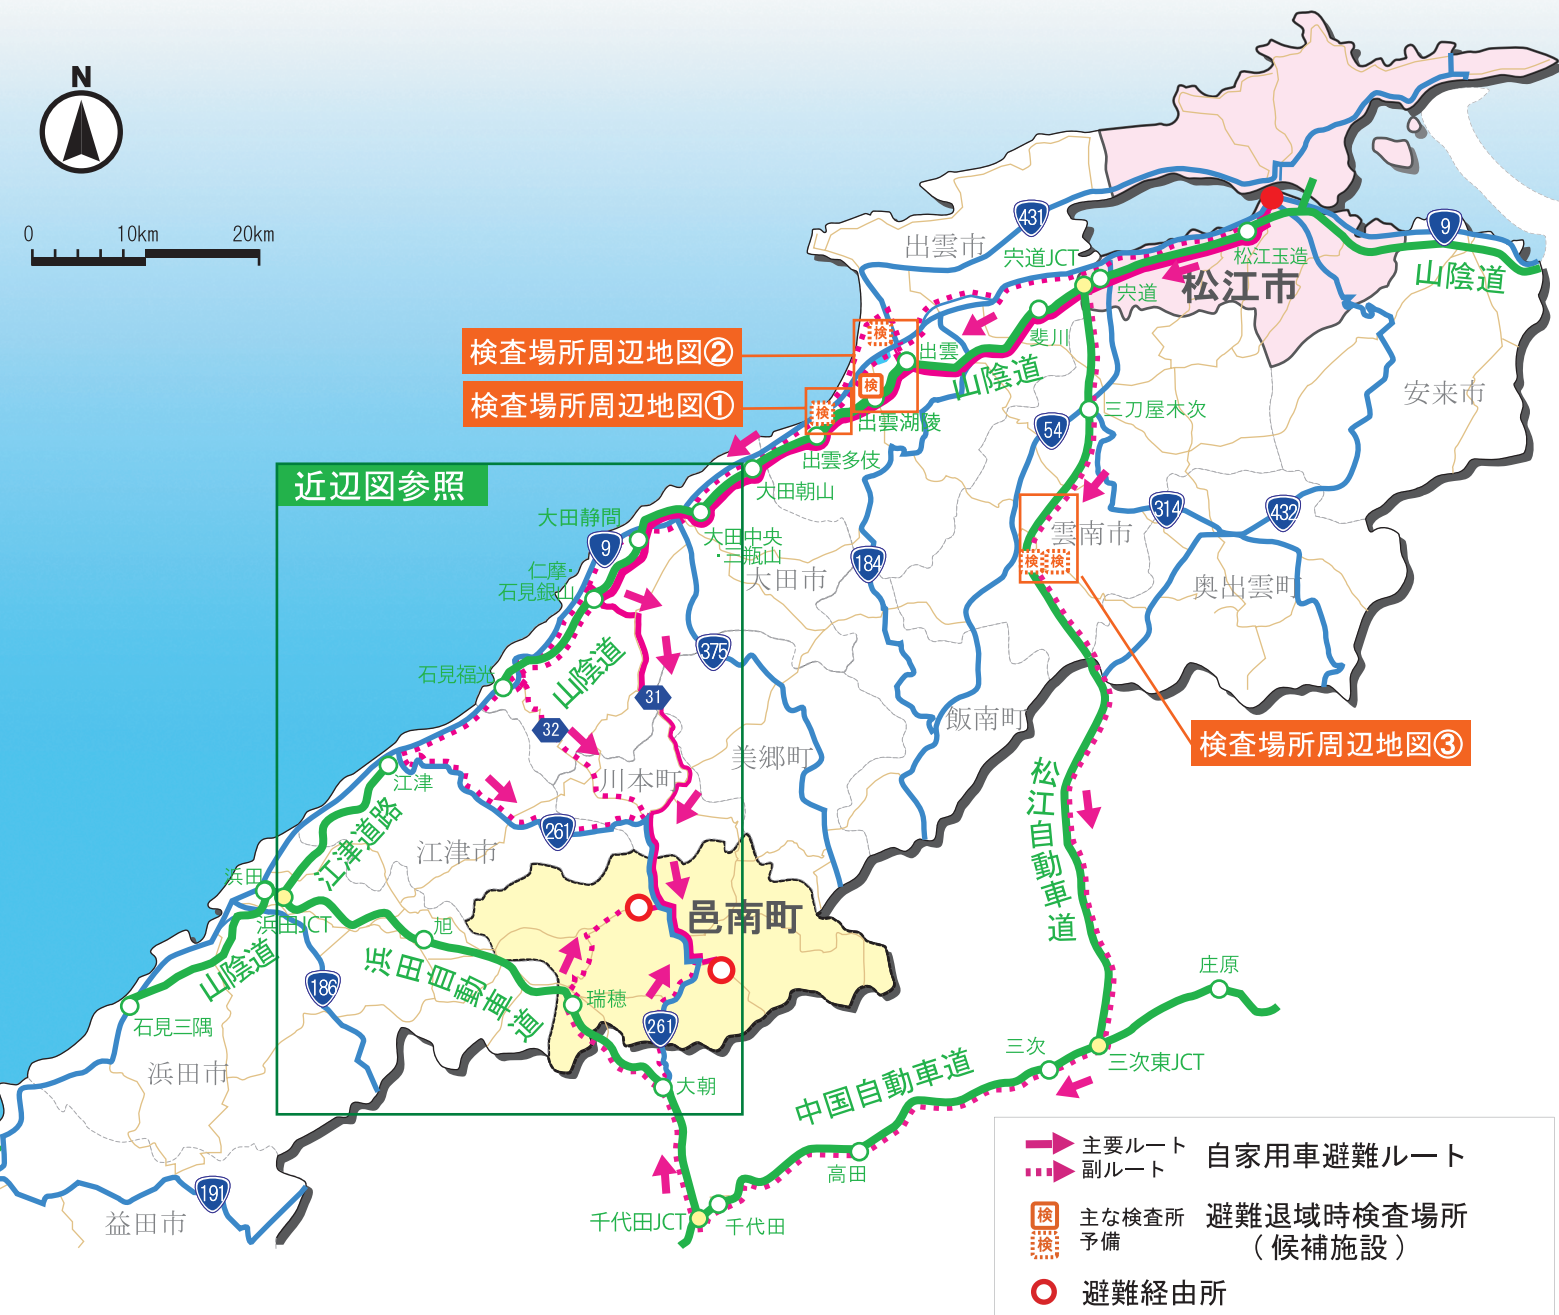 N
0 10km 20km
431
9
出雲市
宍道JCT
松江玉造
山陰道
宍道
松江市
検査場所周辺地図②
検
出雲
斐川
山陰道
検
検査場所周辺地図①
検
出雲湖陵
安来市
三刀屋木次
54
出雲多伎
近辺図参照
大田朝山
314
432
大田静間
大田中央
・三瓶山
雲南市
9
184
検
検
仁摩・
石見銀山
大田市
奥出雲町
375
山陰道
石見福光
31
32
飯南町
検査場所周辺地図③
美郷町
川本町
江津
松江自動車道
261
江津道路
江津市
浜田
邑南町
浜田JCT
旭
浜田自動車道
山陰道
186
瑞穂
庄原
石見三隅
261
三次
三次東JCT
浜田市
大朝
中国自動車道
高田
191
益田市
千代田JCT
千代田
主要ルート
副ルート
自家用車避難ルート
検
主な検査所
検
予備
避難退域時検査場所
(候補施設)
避難経由所